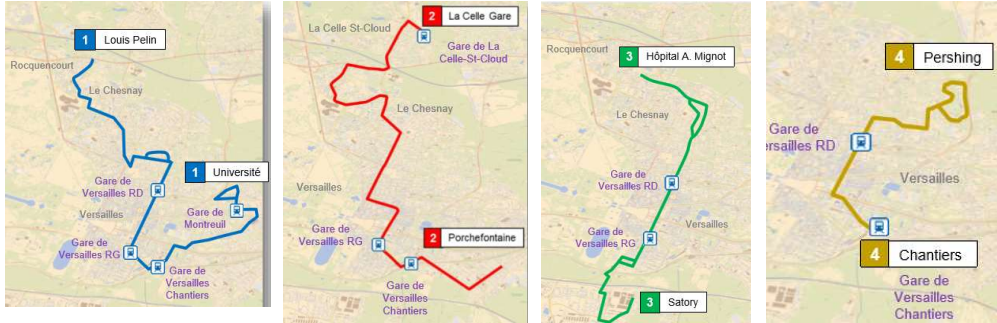 1 Louis Pelin
Rocquencourt
Le Chesnay
1 Université
Gare de
Versailles RD
Gare de
Montreuil
Versailles
Gare de
Versailles RG
Gare de
Versailles
Chantiers
2 La Celle Gare
La Celle St-Cloud
Gare de La
Celle-St-Cloud
Le Chesnay
Versailles
Gare de
Versailles RG
2 Porchefontaine
Gare de
Versailles
Chantiers
3 Hôpital A. Mignot
Rocquencourt
Le Chesnay
Gare de
Versailles RD
Gare de
Versailles RG
Versailles
3 Satory
4 Pershing
Gare de
ersailles RD
Versailles
4 Chantiers
Gare de
Versailles
Chantiers